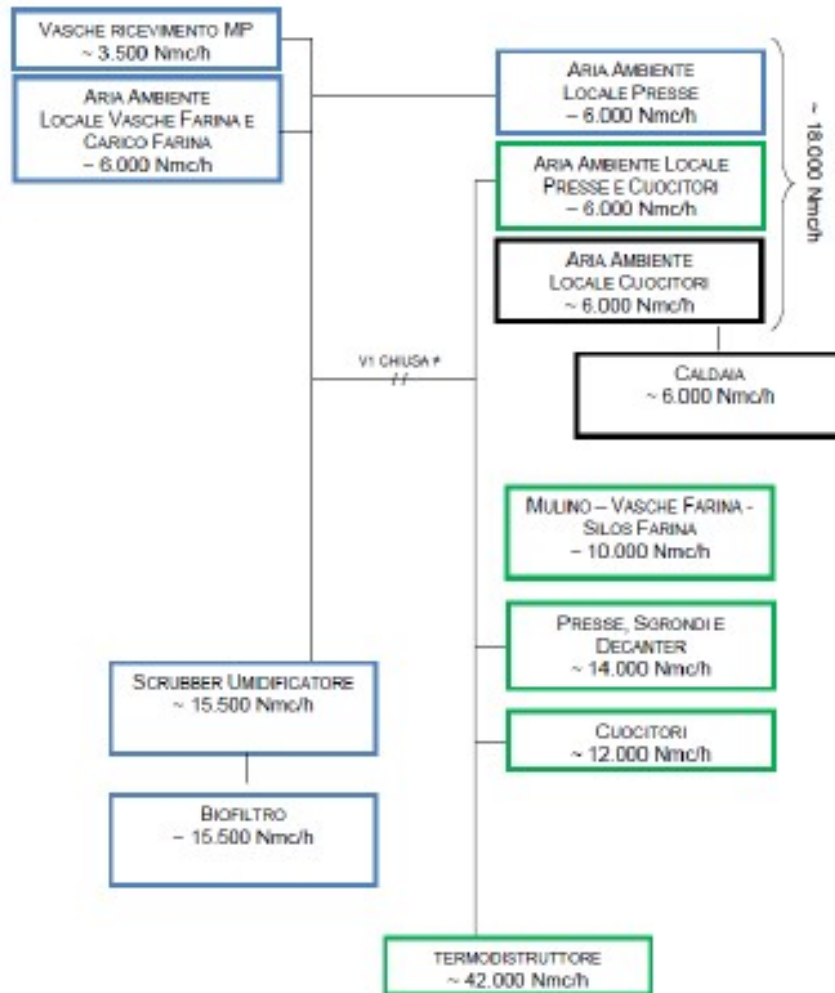 VASCHE RICEVIMENTO MP
~ 3.500 Nmc/h
ARIA AMBIENTE
LOCALE VASCHE FARINA E
CARICO FARINA
~ 6.000 Nmc/h
ARIA AMBIENTE
LOCALE PRESSE
~ 6.000 Nmc/h
ARIA AMBIENTE LOCALE
PRESSE E CUOCITORI
~ 6.000 Nmc/h
ARIA AMBIENTE
LOCALE CUOCITORI
~ 6.000 Nmc/h
~ 18.0000 Nmc/h
V1 CHIUSA
CALDAIA
~ 6.000 Nmc/h
MULINO – VASCHE FARINA -
SILOS FARINA
~ 10.000 Nmc/h
PRESSE, SGRONDI E
DECANTER
~ 14.000 Nmc/h
CUOCITORI
~ 12.000 Nmc/h
SCRUBBER UMIDIFICATORE
~ 15.500 Nmc/h
BIOFILTRO
~ 15.500 Nmc/h
TERMODISTRUTTORE
~ 42.000 Nmc/h